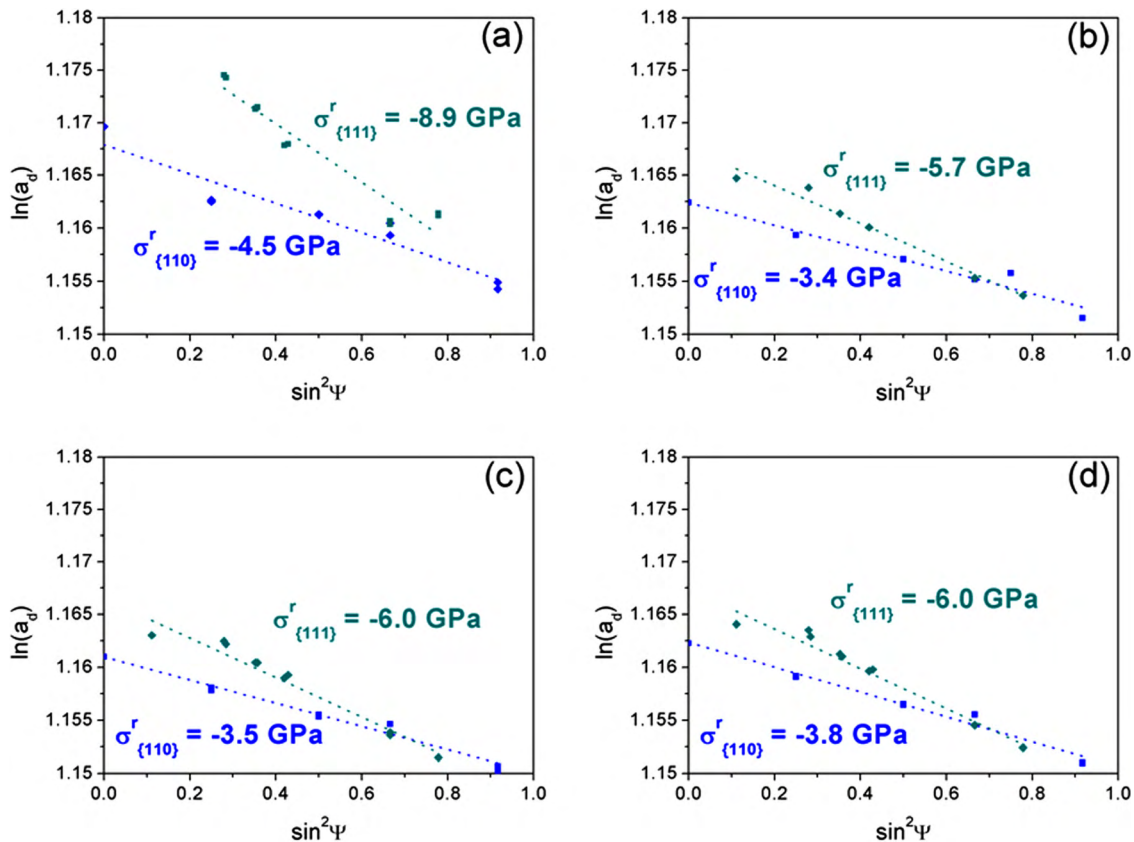 (a)
1.18
1.175
1.17
1.165
1.16
1.155
1.15
ln(a_d)
σ^r_{111} = -8.9 GPa
σ^r_{110} = -4.5 GPa
0.0 0.2 0.4 0.6 0.8 1.0
sin²Ψ
(b)
1.18
1.175
1.17
1.165
1.16
1.155
1.15
ln(a_d)
σ^r_{111} = -5.7 GPa
σ^r_{110} = -3.4 GPa
0.0 0.2 0.4 0.6 0.8 1.0
sin²Ψ
(c)
1.18
1.175
1.17
1.165
1.16
1.155
1.15
ln(a_d)
σ^r_{111} = -6.0 GPa
σ^r_{110} = -3.5 GPa
0.0 0.2 0.4 0.6 0.8 1.0
sin²Ψ
(d)
1.18
1.175
1.17
1.165
1.16
1.155
1.15
ln(a_d)
σ^r_{111} = -6.0 GPa
σ^r_{110} = -3.8 GPa
0.0 0.2 0.4 0.6 0.8 1.0
sin²Ψ